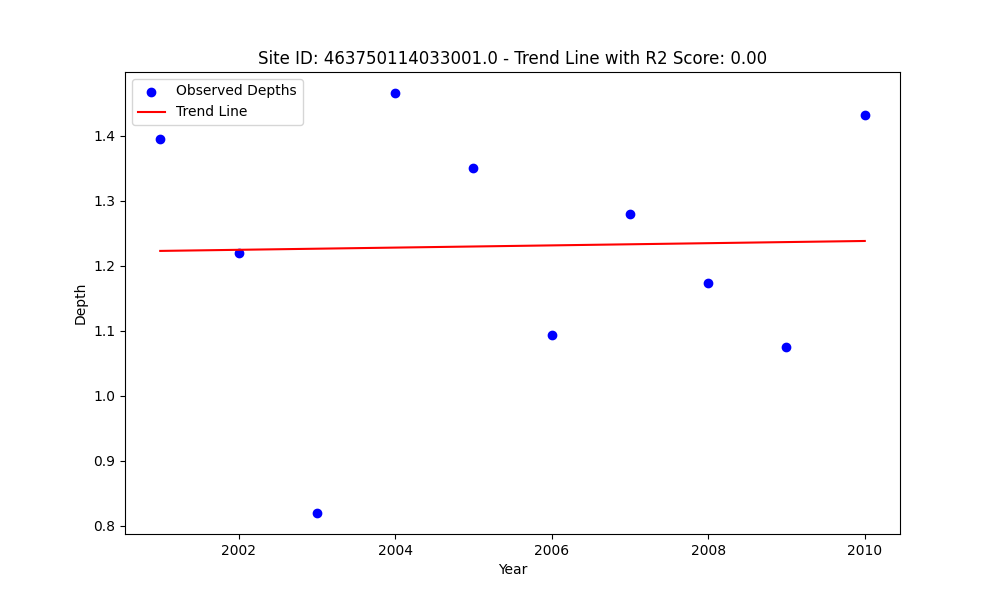 Site ID: 463750114033001.0 - Trend Line with R2 Score: 0.00
Observed Depths
Trend Line
1.4
1.3
1.2
1.1
1.0
0.9
0.8
Depth
2002
2004
2006
2008
2010
Year